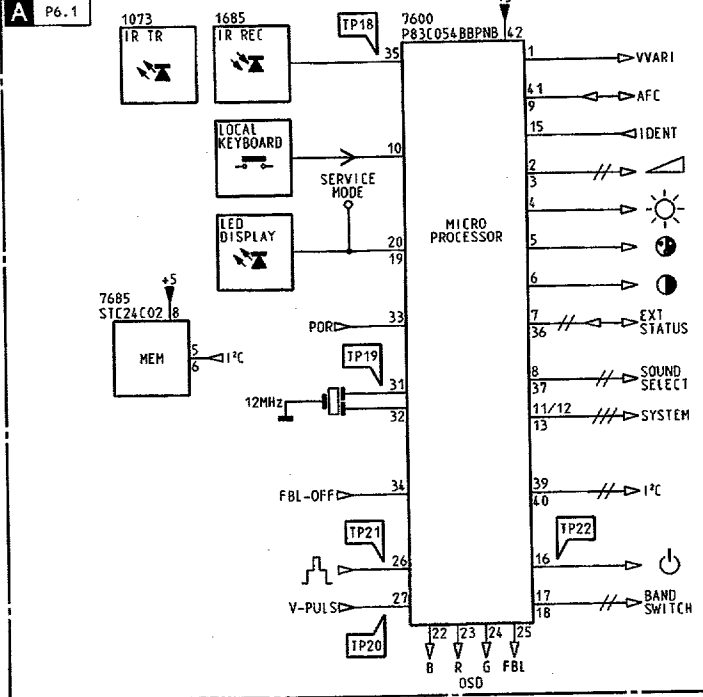 A P6.1
1073
IR TR
1685
IR REC
TP18
35
7600
P83C054BBPNB
42
1
VVARI
41
9
AFC
15
IDENT
LOCAL
KEYBOARD
10
SERVICE
MODE
2
3
4
LED
DISPLAY
20
19
MICRO
PROCESSOR
5
6
+5
7685
STC24C02
8
MEM
5
6
I²C
POR
33
7
36
EXT
STATUS
TP19
12MHz
31
32
8
37
SOUND
SELECT
11/12
13
SYSTEM
FBL-OFF
34
39
40
I²C
TP21
26
TP22
16
V-PULS
27
TP20
17
18
BAND
SWITCH
22
23
24
25
B R G FBL
OSD